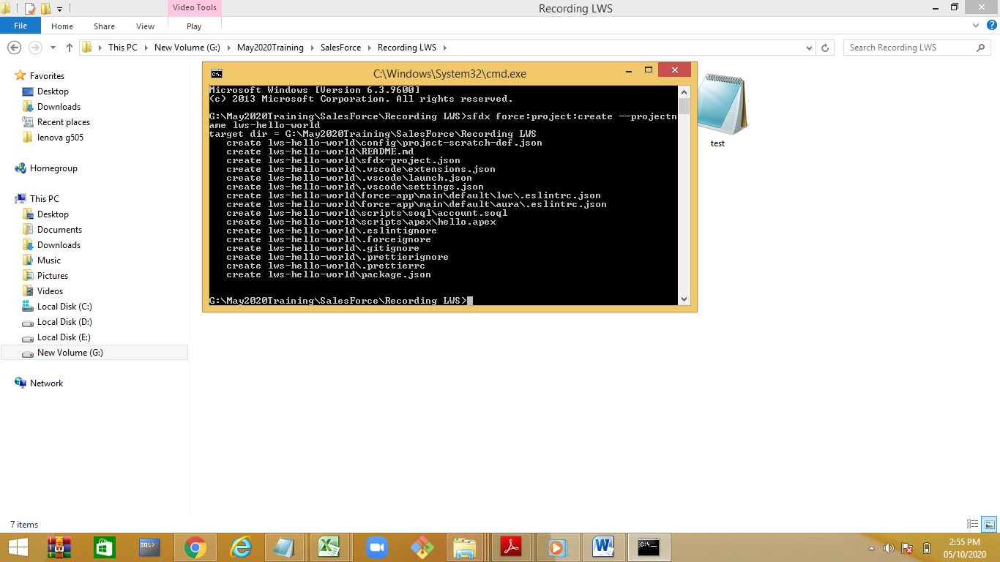 Video Tools
Recording LWS
File
Home
Share
View
Play
This PC
New Volume (G:)
May2020Training
SalesForce
Recording LWS
Search Recording LWS
Favorites
Desktop
Downloads
Recent places
lenova g505
Homegroup
This PC
Desktop
Documents
Downloads
Music
Pictures
Videos
Local Disk (C:)
Local Disk (D:)
Local Disk (E:)
New Volume (G:)
Network
C:\Windows\System32\cmd.exe
Microsoft Windows [Version 6.3.9600]
(c) 2013 Microsoft Corporation. All rights reserved.
G:\May2020Training\SalesForce\Recording LWS>sfdx force:project:create --projectn
ame lws-hello-world
target dir = G:\May2020Training\SalesForce\Recording LWS
create lws-hello-world\config\project-scratch-def.json
create lws-hello-world\README.md
create lws-hello-world\sfdx-project.json
create lws-hello-world\.vscode\extensions.json
create lws-hello-world\.vscode\launch.json
create lws-hello-world\.vscode\settings.json
create lws-hello-world\force-app\main\default\lwc\.eslintrc.json
create lws-hello-world\force-app\main\default\aura\.eslintrc.json
create lws-hello-world\scripts\soql\account.soql
create lws-hello-world\scripts\apex\hello.apex
create lws-hello-world\.eslintignore
create lws-hello-world\.forceignore
create lws-hello-world\.gitignore
create lws-hello-world\.prettierignore
create lws-hello-world\.prettierrc
create lws-hello-world\package.json
G:\May2020Training\SalesForce\Recording LWS>
test
7 items
SQL>
2:55 PM
05/10/2020